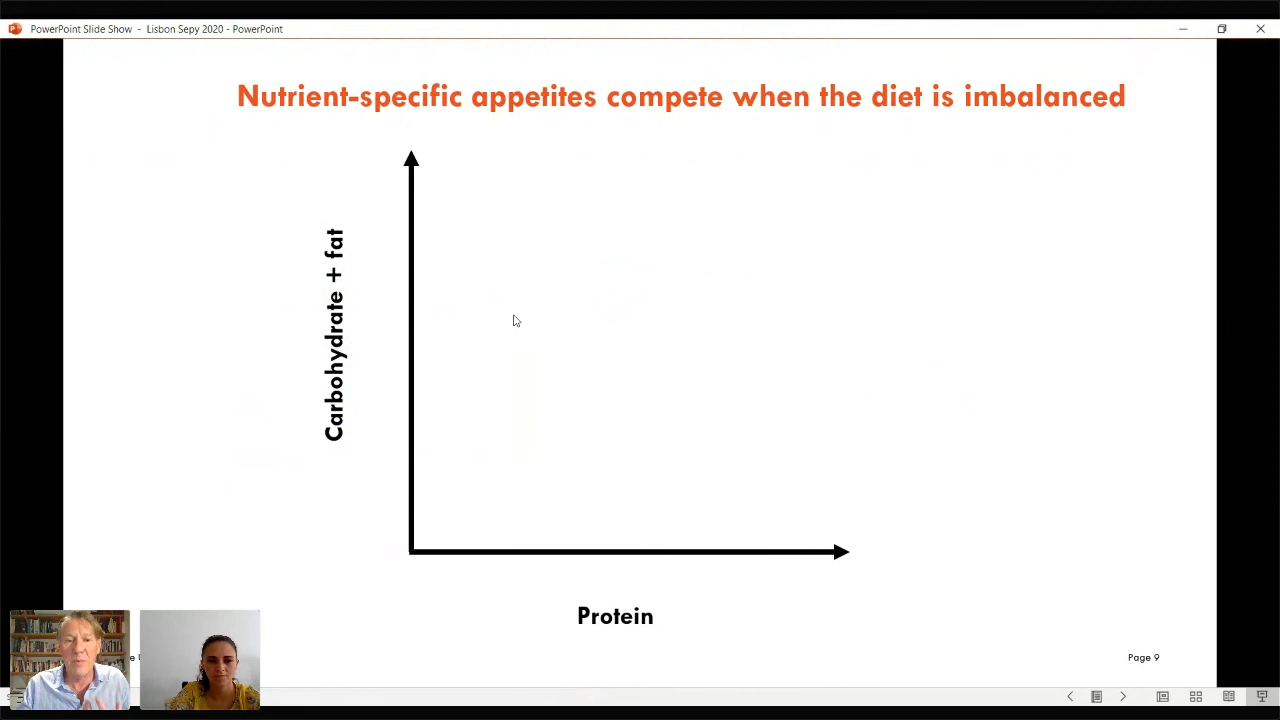 PowerPoint Slide Show - Lisbon Sepy 2020 - PowerPoint
Nutrient-specific appetites compete when the diet is imbalanced
Carbohydrate + fat
Protein
Page 9